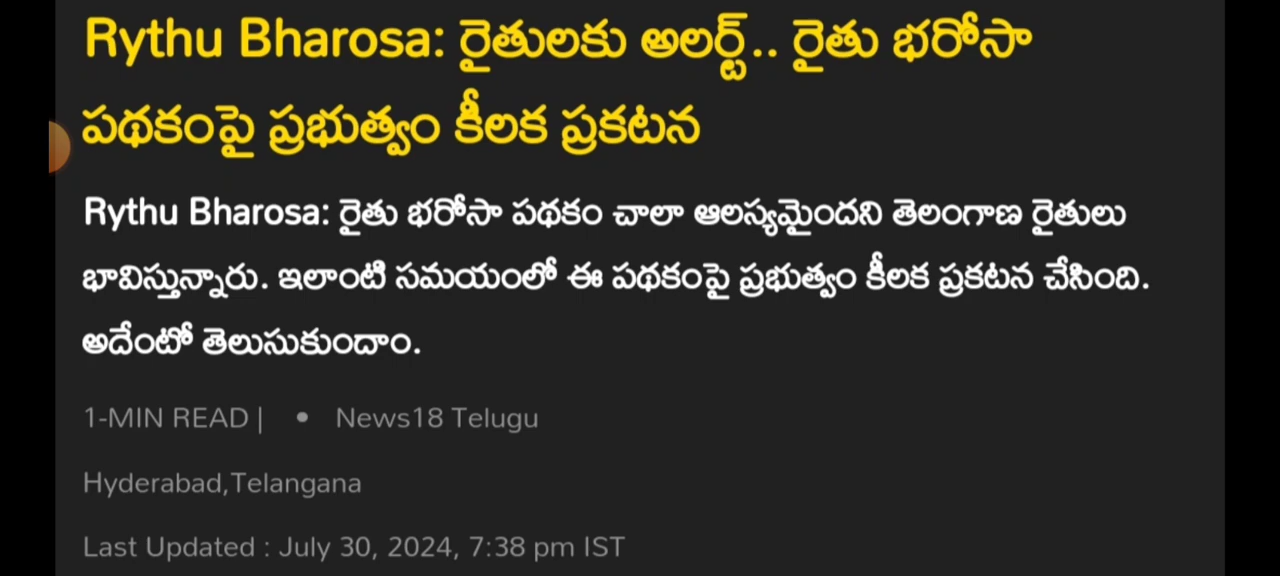 Rythu Bharosa: రైతులకు అలర్ట్.. రైతు భరోసా
పథకంపై ప్రభుత్వం కీలక ప్రకటన
Rythu Bharosa: రైతు భరోసా పథకం చాలా ఆలస్యమైందని తెలంగాణ రైతులు
భావిస్తున్నారు. ఇలాంటి సమయంలో ఈ పథకంపై ప్రభుత్వం కీలక ప్రకటన చేసింది.
అదేంటో తెలుసుకుందాం.
1-MIN READ | • News18 Telugu
Hyderabad,Telangana
Last Updated : July 30, 2024, 7:38 pm IST